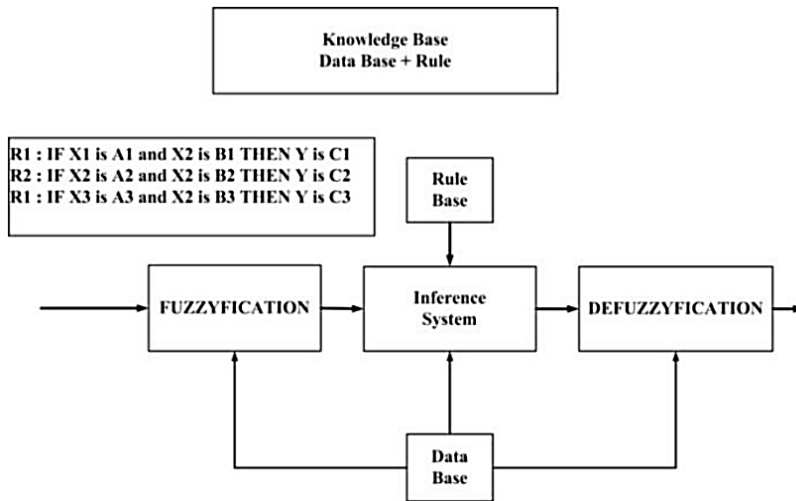 Knowledge Base
Data Base + Rule
R1 : IF X1 is A1 and X2 is B1 THEN Y is C1
R2 : IF X2 is A2 and X2 is B2 THEN Y is C2
R1 : IF X3 is A3 and X2 is B3 THEN Y is C3
Rule
Base
FUZZYFICATION
Inference
System
DEFUZZYFICATION
Data
Base